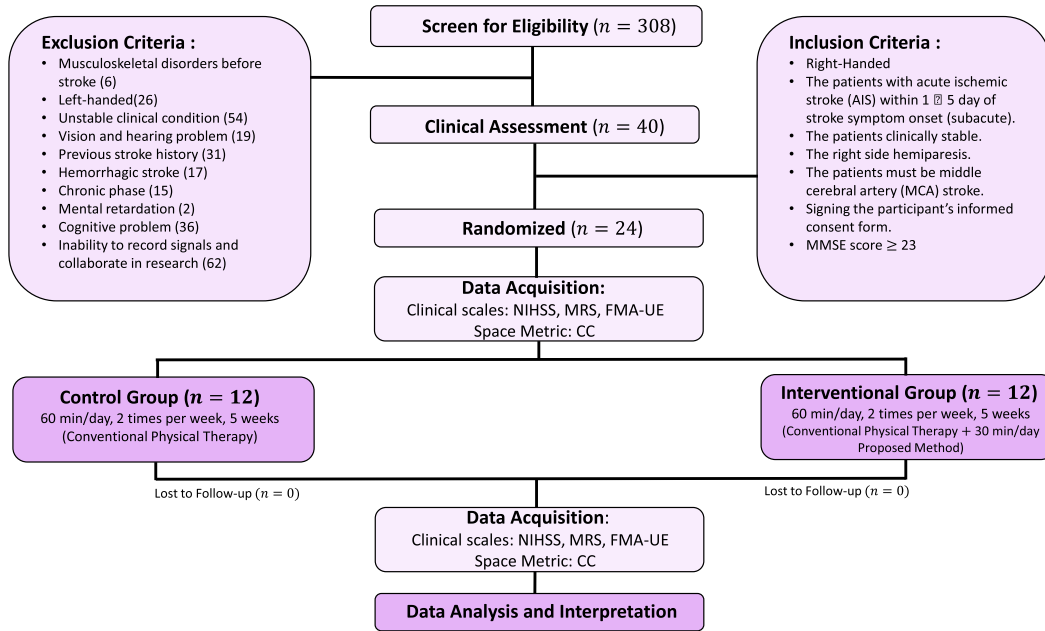 Screen for Eligibility (n = 308)
Exclusion Criteria :
• Musculoskeletal disorders before
stroke (6)
• Left-handed(26)
• Unstable clinical condition (54)
• Vision and hearing problem (19)
• Previous stroke history (31)
• Hemorrhagic stroke (17)
• Chronic phase (15)
• Mental retardation (2)
• Cognitive problem (36)
• Inability to record signals and
collaborate in research (62)
Inclusion Criteria :
• Right-Handed
• The patients with acute ischemic
stroke (AIS) within 1 ⍰ 5 day of
stroke symptom onset (subacute).
• The patients clinically stable.
• The right side hemiparesis.
• The patients must be middle
cerebral artery (MCA) stroke.
• Signing the participant’s informed
consent form.
• MMSE score ≥ 23
Clinical Assessment (n = 40)
Randomized (n = 24)
Data Acquisition:
Clinical scales: NIHSS, MRS, FMA-UE
Space Metric: CC
Control Group (n = 12)
60 min/day, 2 times per week, 5 weeks
(Conventional Physical Therapy)
Interventional Group (n = 12)
60 min/day, 2 times per week, 5 weeks
(Conventional Physical Therapy + 30 min/day
Proposed Method)
Lost to Follow-up (n = 0)
Lost to Follow-up (n = 0)
Data Acquisition:
Clinical scales: NIHSS, MRS, FMA-UE
Space Metric: CC
Data Analysis and Interpretation